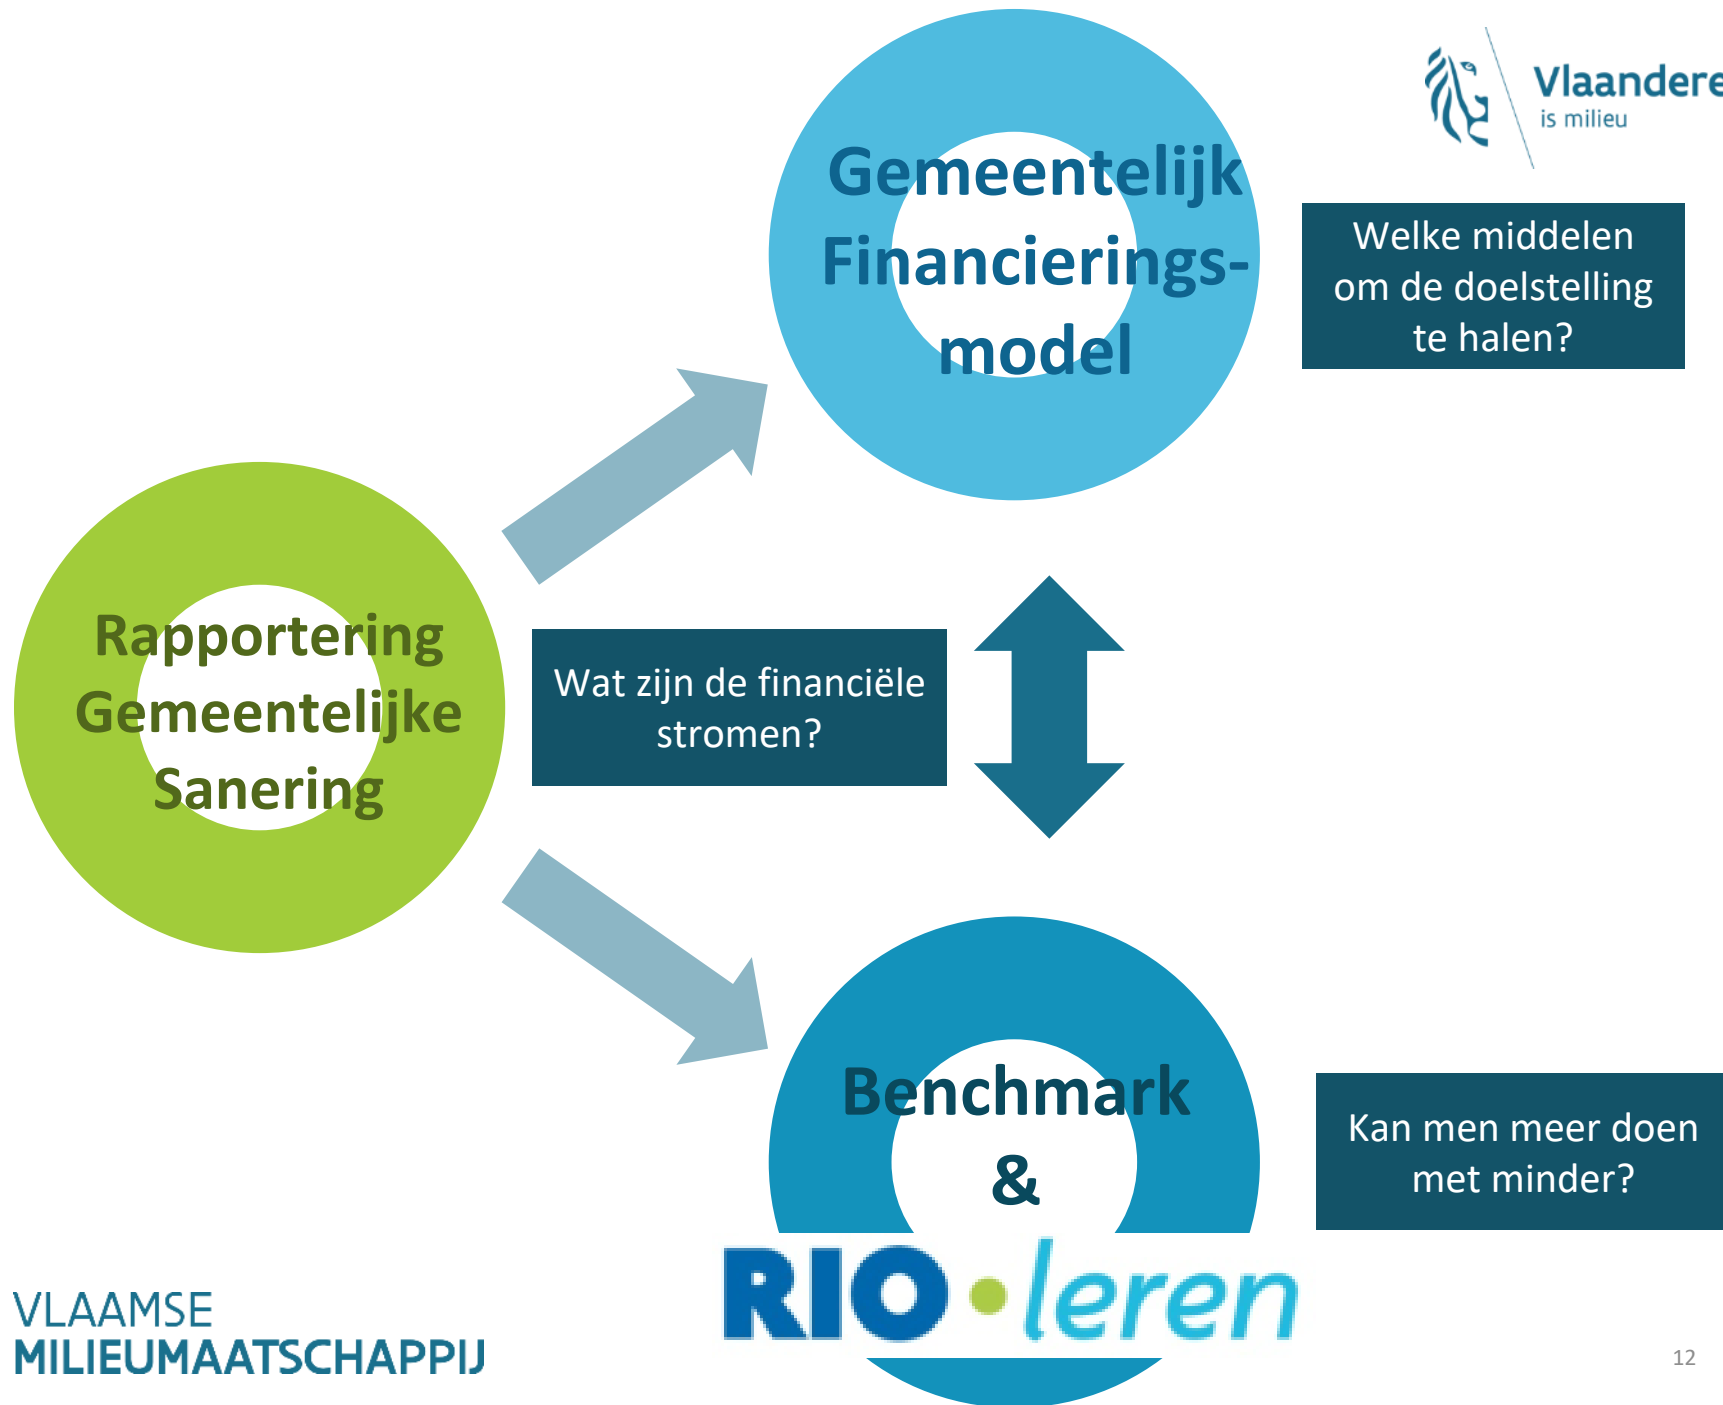 Vlaandere
is milieu
Gemeentelijk
Financierings-
model
Welke middelen
om de doelstelling
te halen?
Rapportering
Gemeentelijke
Sanering
Wat zijn de financiële
stromen?
Benchmark
&
RIO•leren
Kan men meer doen
met minder?
VLAAMSE
MILIEUMAATSCHAPPIJ
12